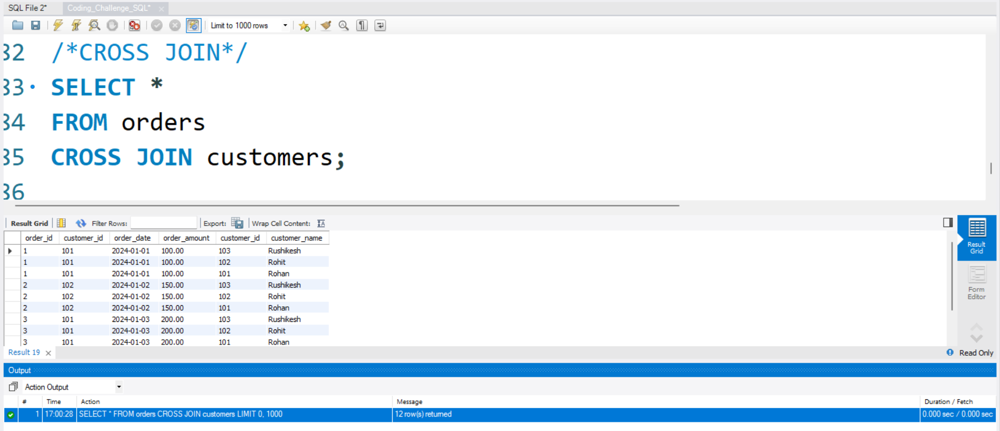 SQL File 2* Coding_Challenge_SQL* ×
Limit to 1000 rows
32 /*CROSS JOIN*/
33 SELECT *
34 FROM orders
35 CROSS JOIN customers;
36
Result Grid Filter Rows: Export: Wrap Cell Content: IA
order_id customer_id order_date order_amount customer_id customer_name
1 101 2024-01-01 100.00 103 Rushikesh
1 101 2024-01-01 100.00 102 Rohit
1 101 2024-01-01 100.00 101 Rohan
2 102 2024-01-02 150.00 103 Rushikesh
2 102 2024-01-02 150.00 102 Rohit
2 102 2024-01-02 150.00 101 Rohan
3 101 2024-01-03 200.00 103 Rushikesh
3 101 2024-01-03 200.00 102 Rohit
3 101 2024-01-03 200.00 101 Rohan
Result
Grid
Form
Editor
Result 19 × Read Only
Output
Action Output
# Time Action Message Duration / Fetch
1 17:00:28 SELECT * FROM orders CROSS JOIN customers LIMIT 0, 1000 12 row(s) returned 0.000 sec / 0.000 sec